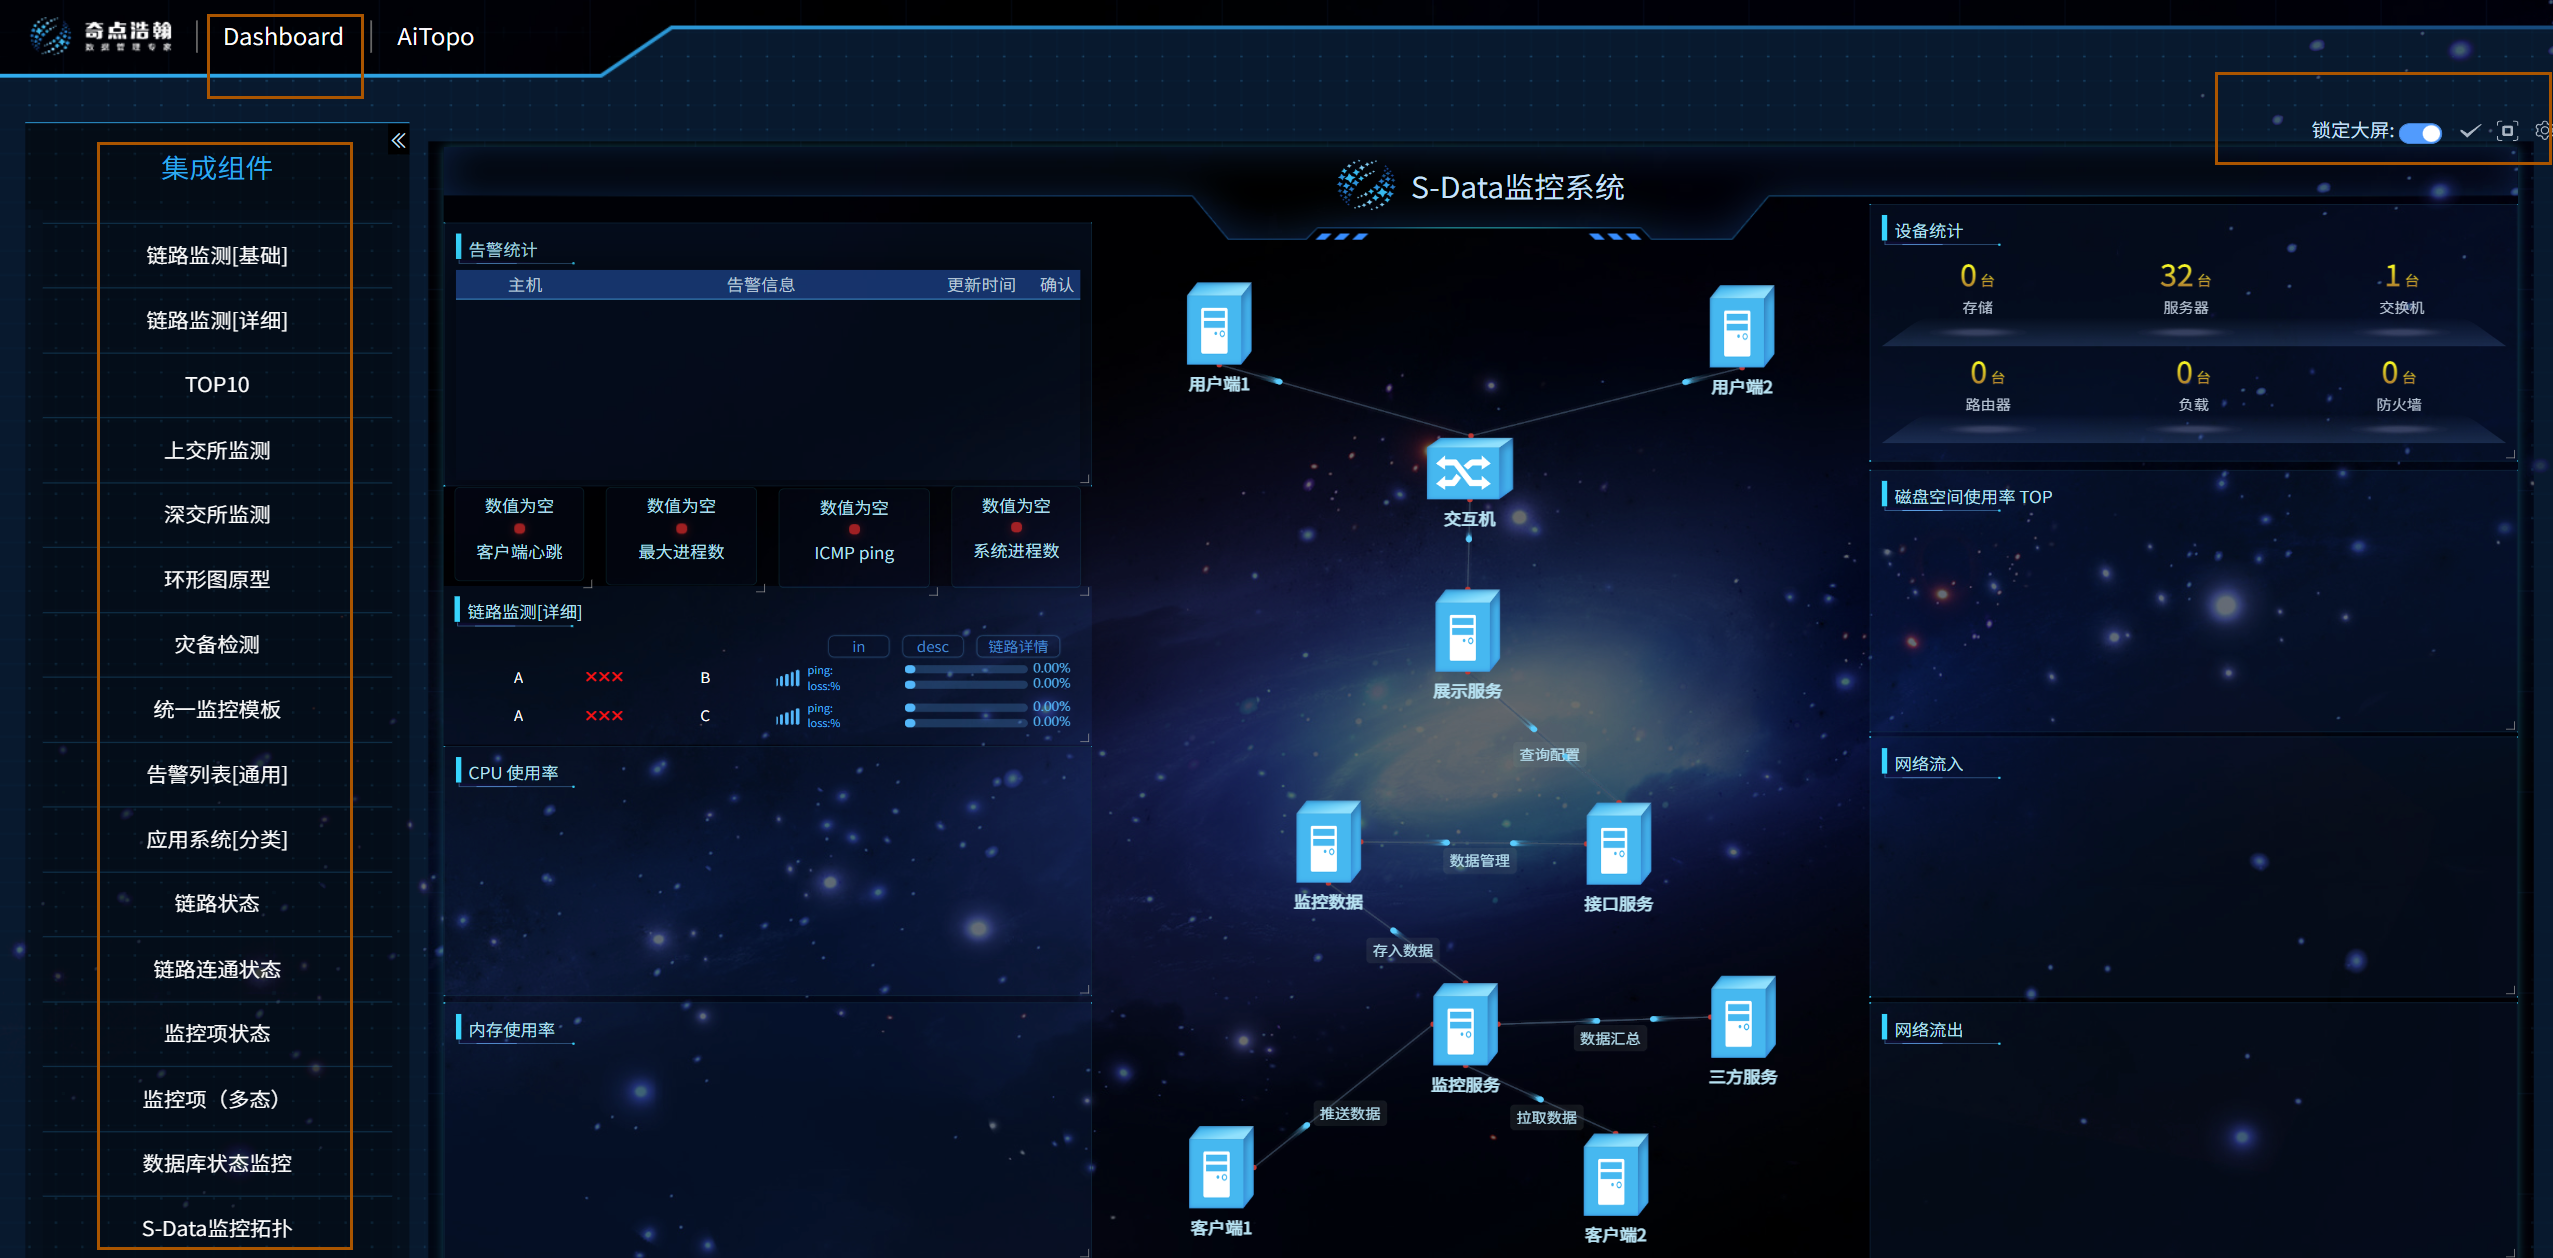 奇点浩瀚
数据管理专家
Dashboard
AiTopo
锁定大屏:
集成组件
链路监测[基础]
链路监测[详细]
TOP10
上交所监测
深交所监测
环形图原型
灾备检测
统一监控模板
告警列表[通用]
应用系统[分类]
链路状态
链路连通状态
监控项状态
监控项（多态）
数据库状态监控
S-Data监控拓扑
S-Data监控系统
告警统计
主机 告警信息 更新时间 确认
数值为空 数值为空 数值为空 数值为空
客户端心跳 最大进程数 ICMP ping 系统进程数
链路监测[详细]
in desc 链路详情
A ××× B ping: 0.00%
loss:% 0.00%
A ××× C ping: 0.00%
loss:% 0.00%
CPU 使用率
内存使用率
用户端1
用户端2
交互机
展示服务
查询配置
数据管理
监控数据
接口服务
存入数据
数据汇总
监控服务
三方服务
推送数据
拉取数据
客户端1
客户端2
设备统计
0台 32台 1台
存储 服务器 交换机
0台 0台 0台
路由器 负载 防火墙
磁盘空间使用率 TOP
网络流入
网络流出